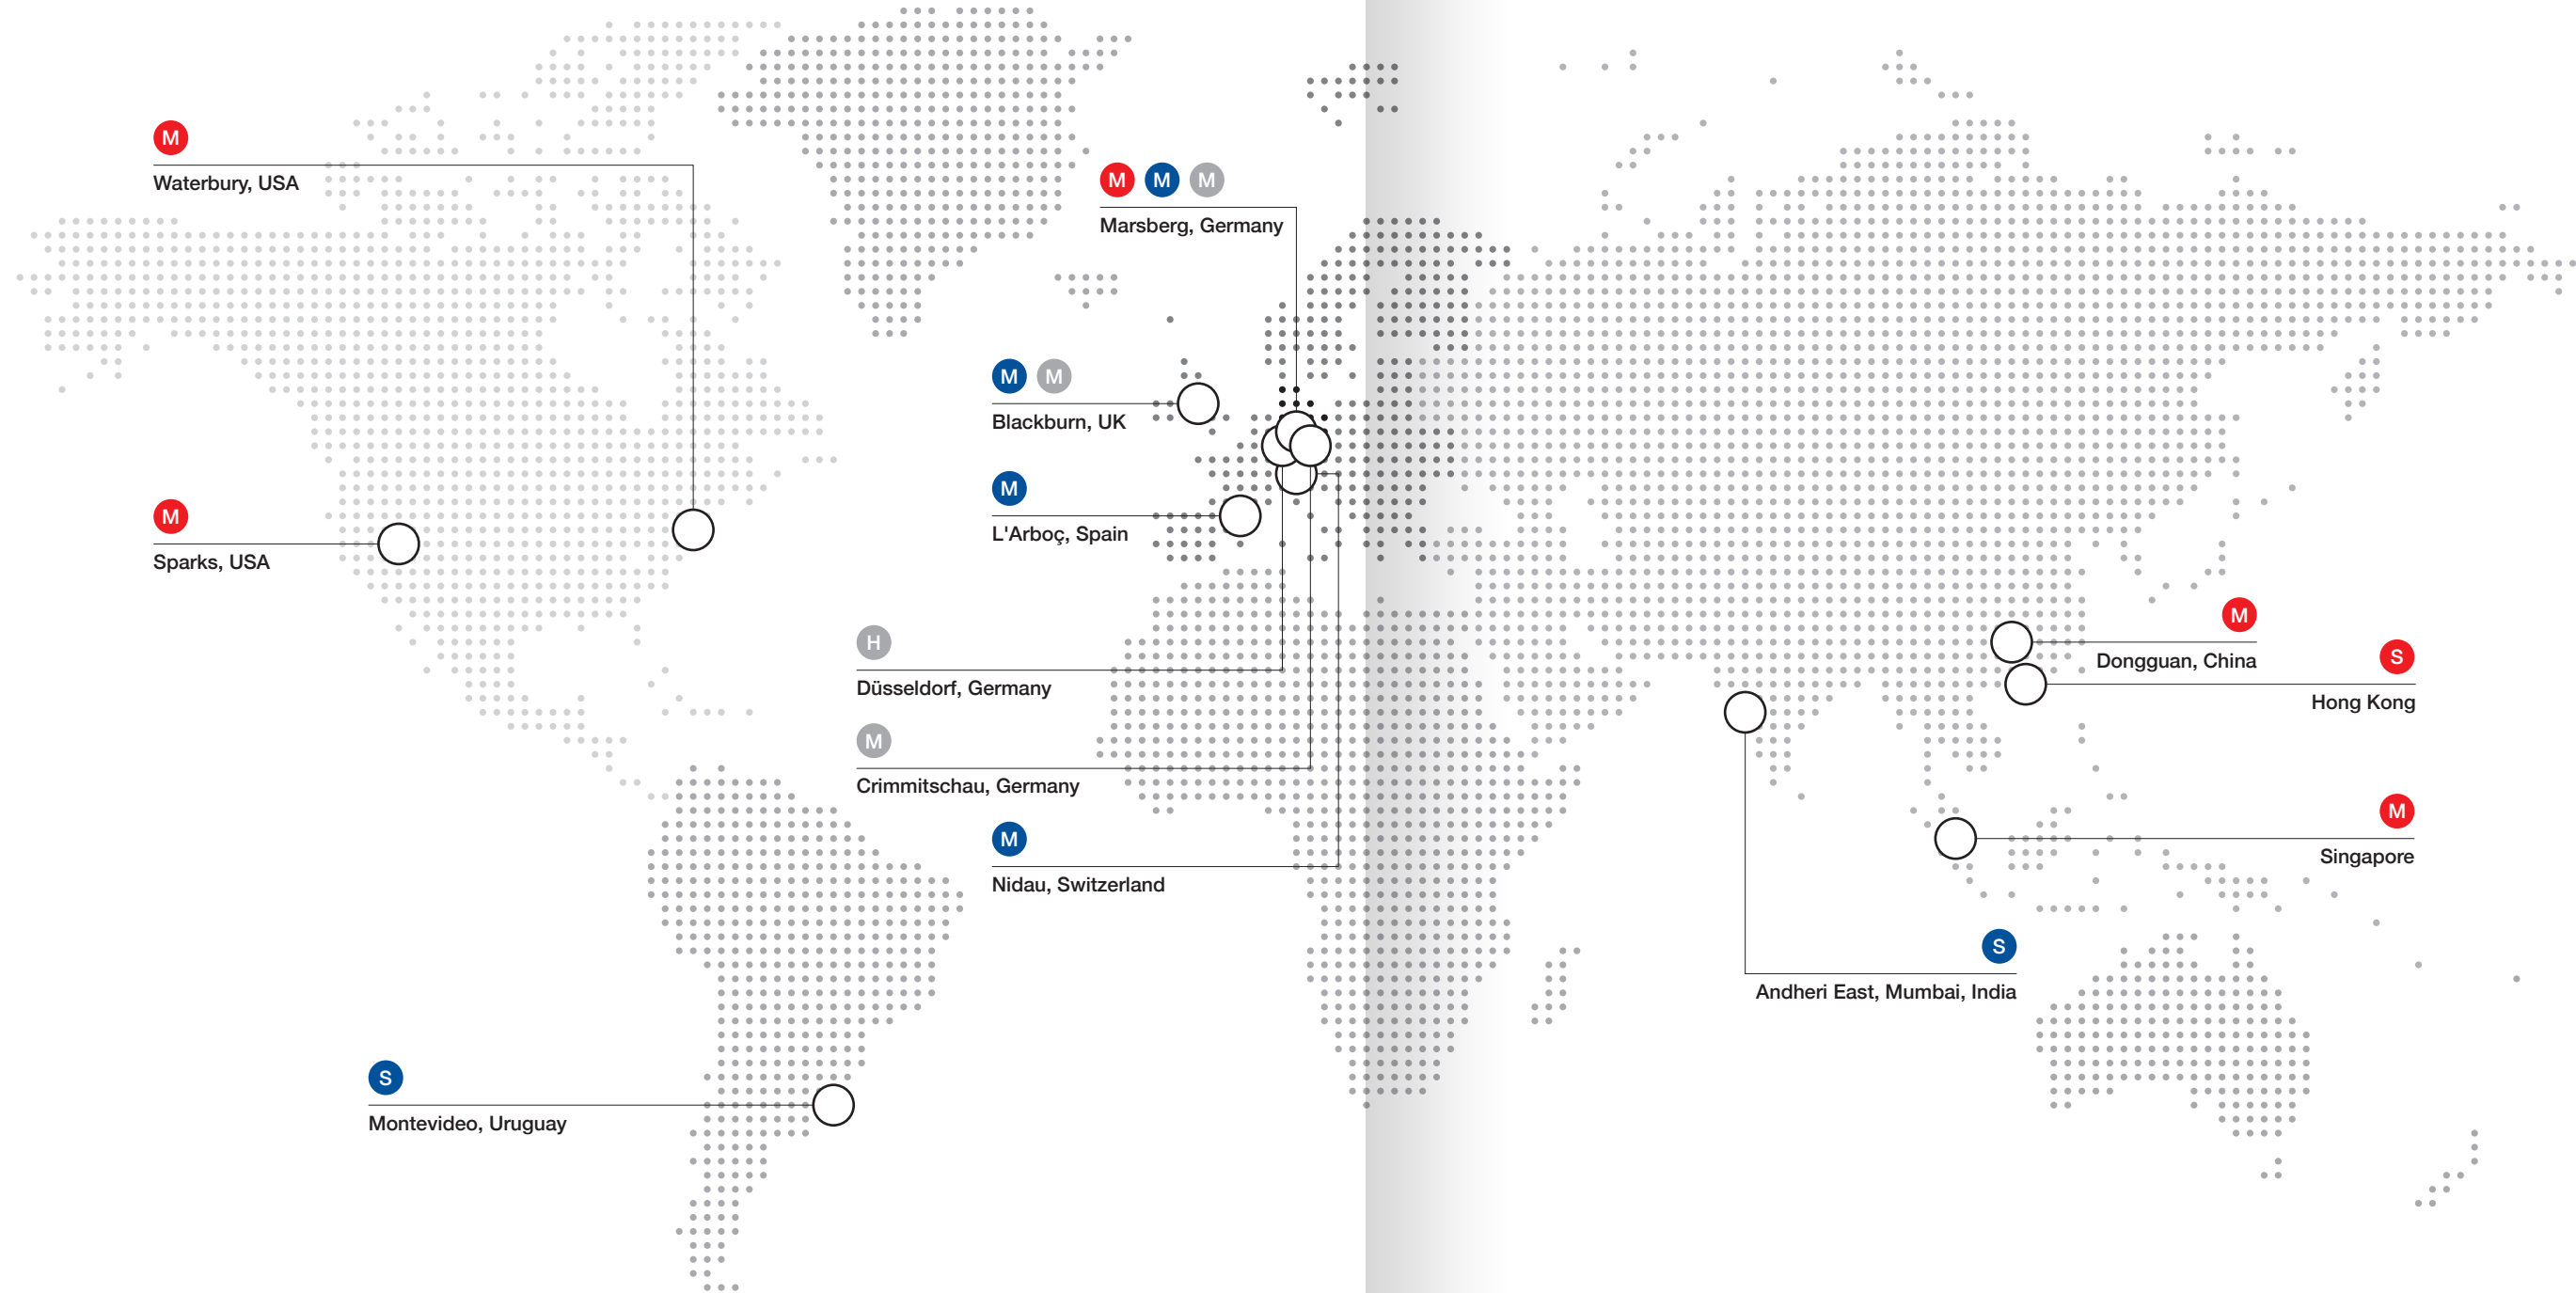 M
Waterbury, USA
M M M
Marsberg, Germany
M M
Blackburn, UK
M
L'Arboç, Spain
M
Sparks, USA
H
Düsseldorf, Germany
M
Crimmitschau, Germany
M
Nidau, Switzerland
M
Dongguan, China
S
Hong Kong
M
Singapore
S
Andheri East, Mumbai, India
S
Montevideo, Uruguay